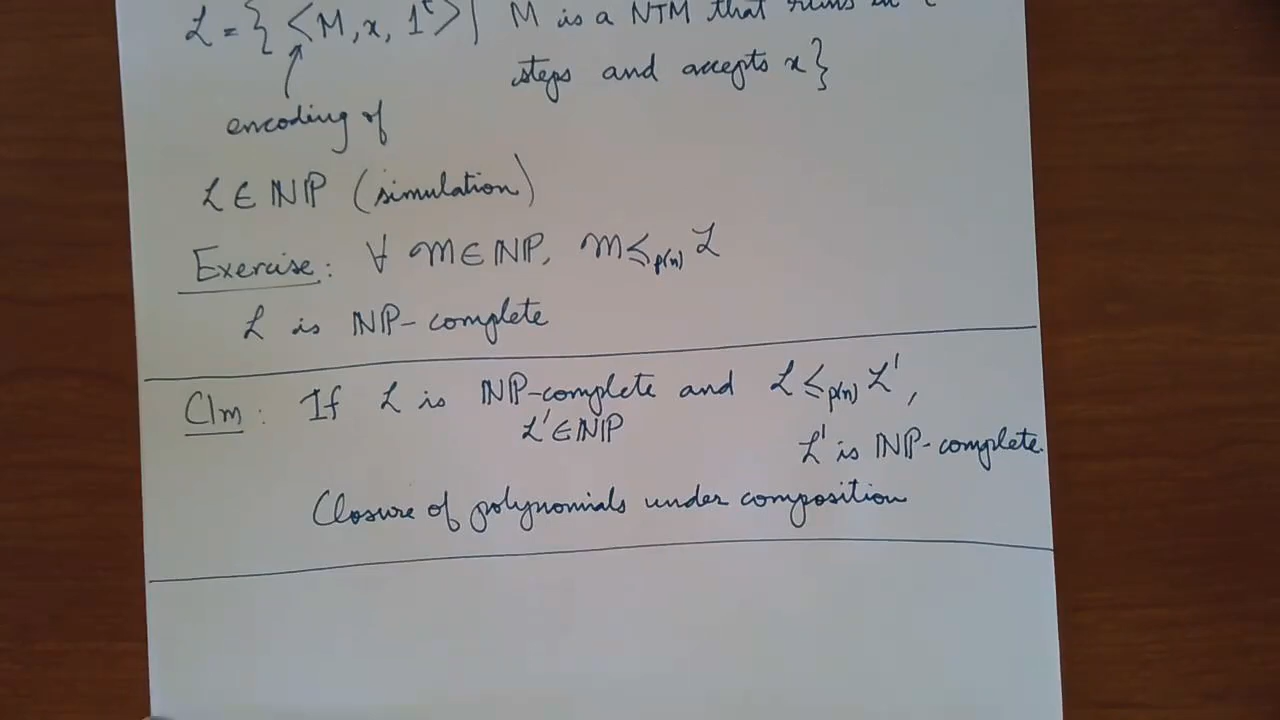 ℒ = { <M, x, 1^t> | M is a NTM that runs in t
steps and accepts x}
encoding of
ℒ ∈ NP (simulation)
Exercise: ∀ M ∈ NP, M ≤p(n) ℒ
ℒ is NP-complete
Clm: If ℒ is NP-complete and ℒ ≤p(n) ℒ',
ℒ' ∈ NP
ℒ' is NP-complete.
Closure of polynomials under composition